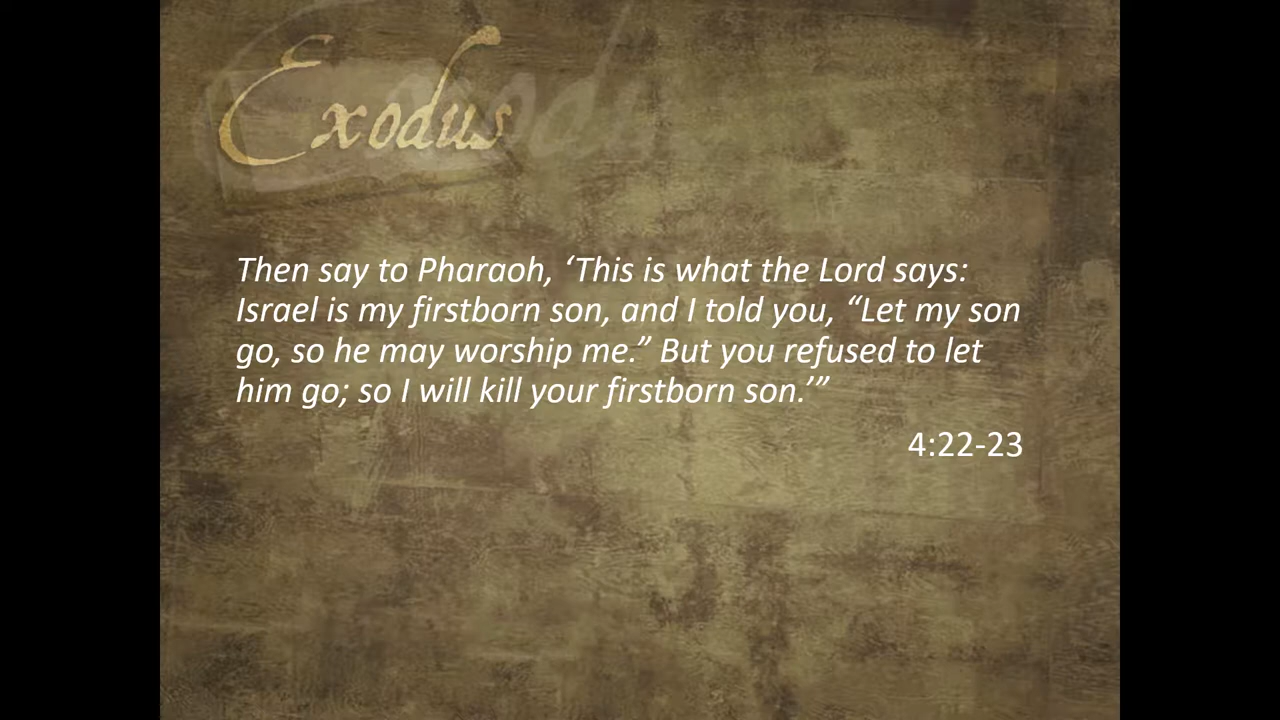 Exodus
Then say to Pharaoh, ‘This is what the Lord says:
Israel is my firstborn son, and I told you, “Let my son
go, so he may worship me.” But you refused to let
him go; so I will kill your firstborn son.’”
4:22-23